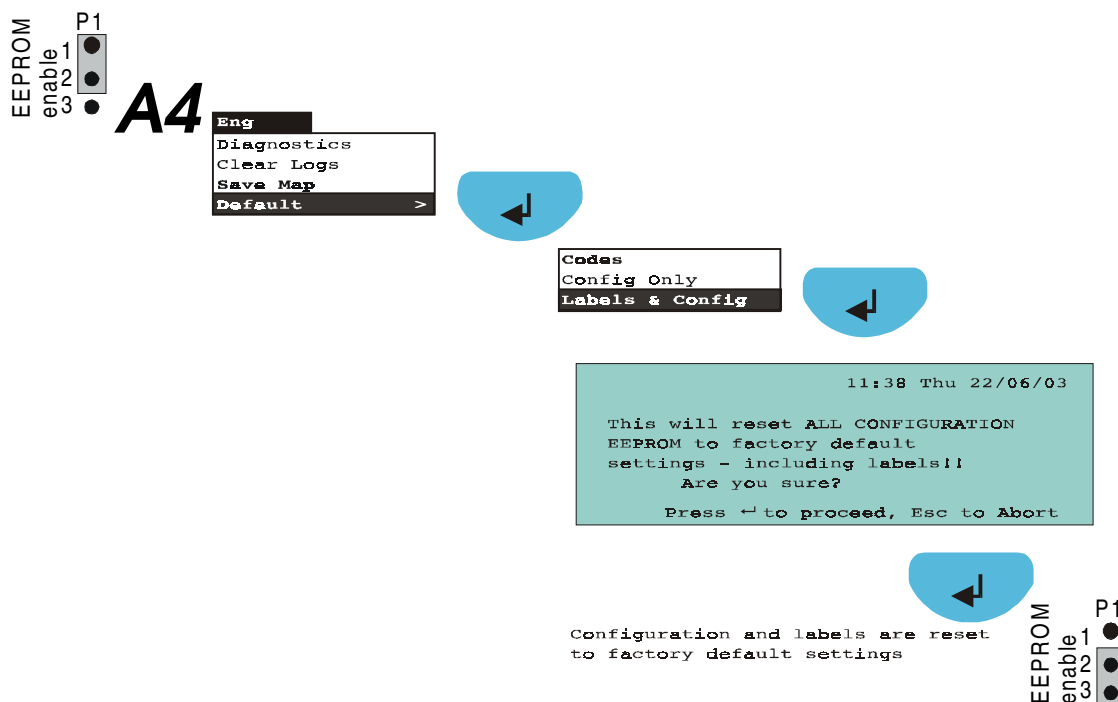 P1
EEPROM
enable
1
2
3
A4
Eng
Diagnostics
Clear Logs
Save Map
Default >
Codes
Config Only
Labels & Config
11:38 Thu 22/06/03
This will reset ALL CONFIGURATION
EEPROM to factory default
settings - including labels!!
Are you sure?
Press ↵ to proceed, Esc to Abort
Configuration and labels are reset
to factory default settings
P1
EEPROM
enable
1
2
3